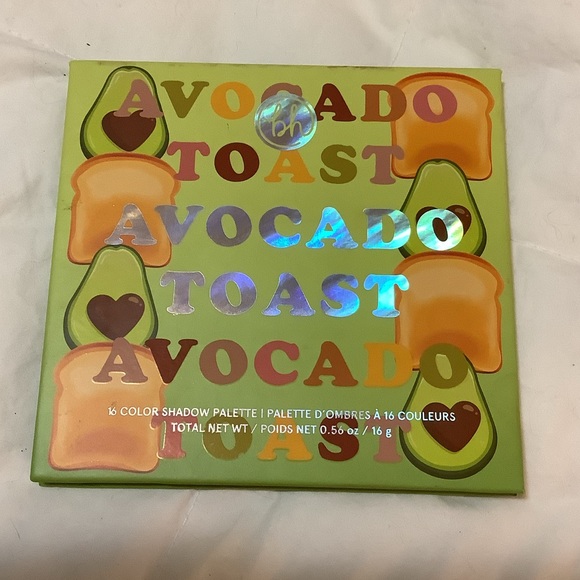 AVOCADO
bh
TOAST
AVOCADO
TOAST
AVOCADO
16 COLOR SHADOW PALETTE | PALETTE D'OMBRES À 16 COULEURS
TOTAL NET WT / POIDS NET 0.56 oz / 16 g
TOAST